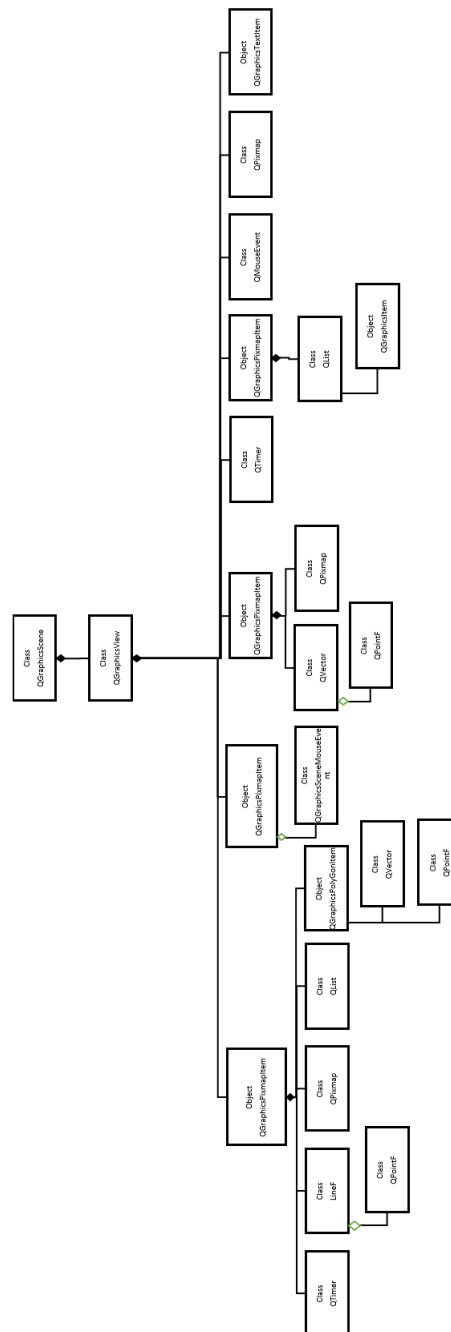 Class
QGraphicsScene
Class
QGraphicsView
Object
QGraphicsPixmapItem
Object
QGraphicsPixmapItem
Object
QGraphicsPixmapItem
Class
QTimer
Object
QGraphicsPixmapItem
Class
QMouseEvent
Class
QPixmap
Object
QGraphicsTextItem
Class
QTimer
Class
LineF
Class
QPixmap
Class
QList
Object
QGraphicsPolyGonItem
Class
QGraphicsSceneMouseEve
nt
Class
QVector
Class
QPixmap
Class
QList
Object
QGraphicsItem
Class
QPointF
Class
QVector
Class
QPointF
Class
QPointF